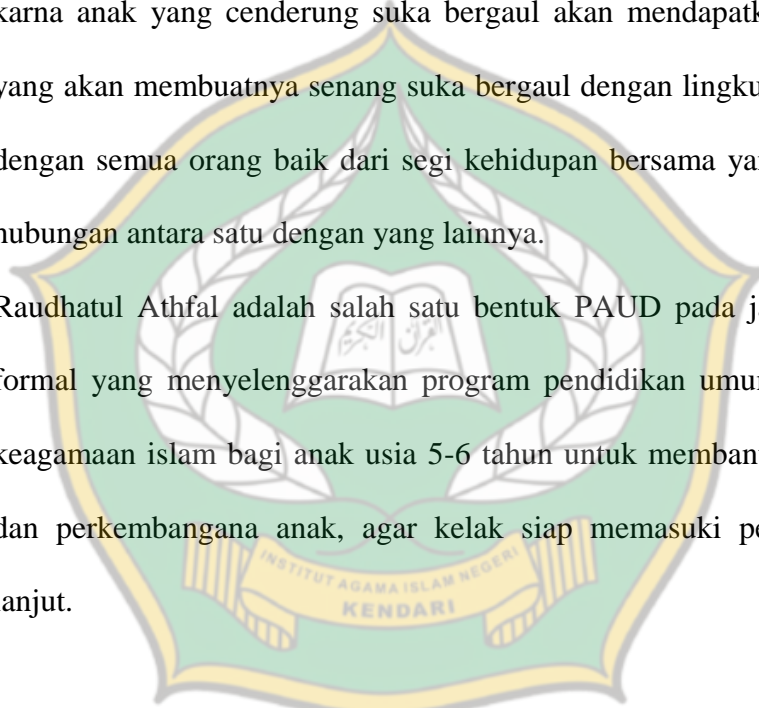 karna anak yang cenderung suka bergaul akan mendapatk
yang akan membuatnya senang suka bergaul dengan lingku
dengan semua orang baik dari segi kehidupan bersama
hubungan antara satu dengan yang lainnya.
Raudhatul Athfal adalah salah satu bentuk PAUD pada ja
القرآن الكريم
formal yang menyelenggarakan program pendidikan
keagamaan islam bagi anak usia 5-6 tahun untuk memban
dan perkembangana anak, agar kelak siap memasuki pe
INSTITUT AGAMA ISLAM NEGERI
KENDARI
lanjut.